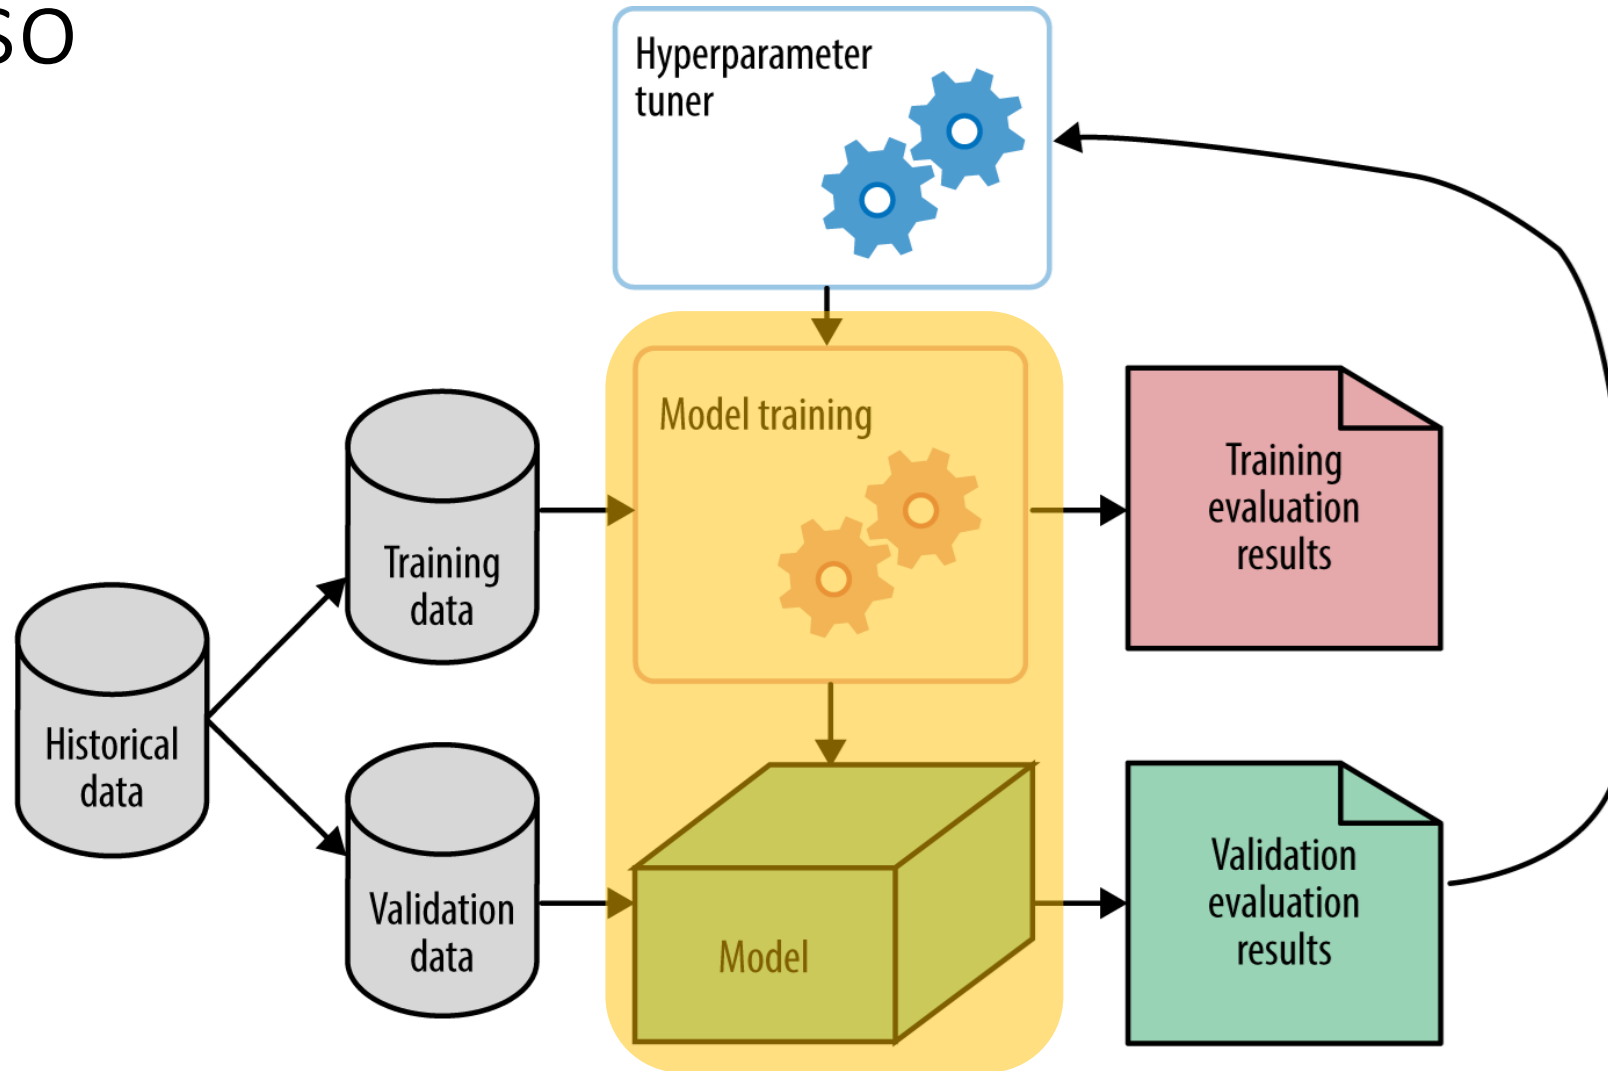 so
Hyperparameter
tuner
Model training
Training
evaluation
results
Training
data
Historical
data
Validation
data
Model
Validation
evaluation
results